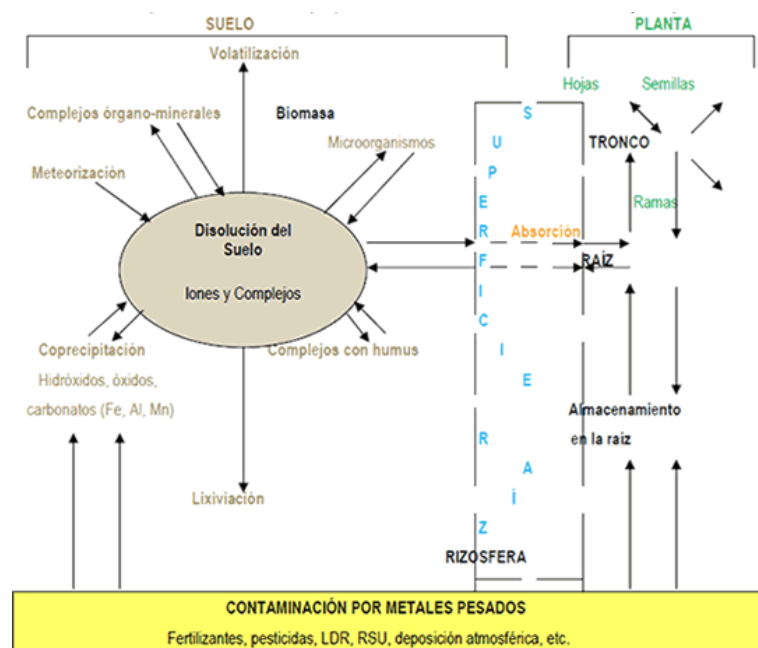 SUELO
PLANTA
Volatilización
Hojas
Semillas
Complejos órgano-minerales
Biomasa
Microorganismos
TRONCO
Meteorización
Ramas
Disolución del
Suelo
Iones y Complejos
Absorción
RAÍZ
SUPERFICIE RAÍZ
Coprecipitación
Hidróxidos, óxidos,
carbonatos (Fe, Al, Mn)
Complejos con humus
Almacenamiento
en la raíz
Lixiviación
RIZOSFERA
CONTAMINACIÓN POR METALES PESADOS
Fertilizantes, pesticidas, LDR, RSU, deposición atmosférica, etc.